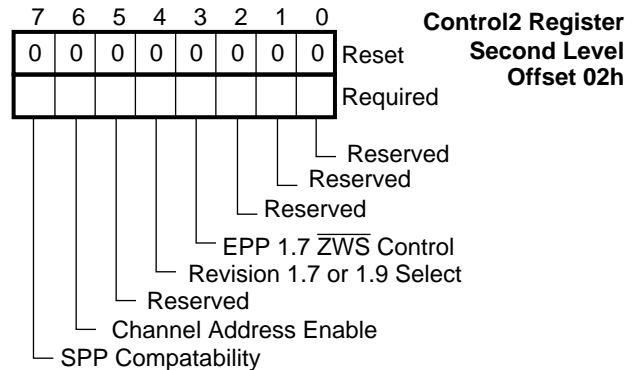 7 6 5 4 3 2 1 0
Control2 Register
Second Level
Offset 02h
0 0 0 0 0 0 0 0 Reset
Required
Reserved
Reserved
Reserved
EPP 1.7 Z̅W̅S̅ Control
Revision 1.7 or 1.9 Select
Reserved
Channel Address Enable
SPP Compatability